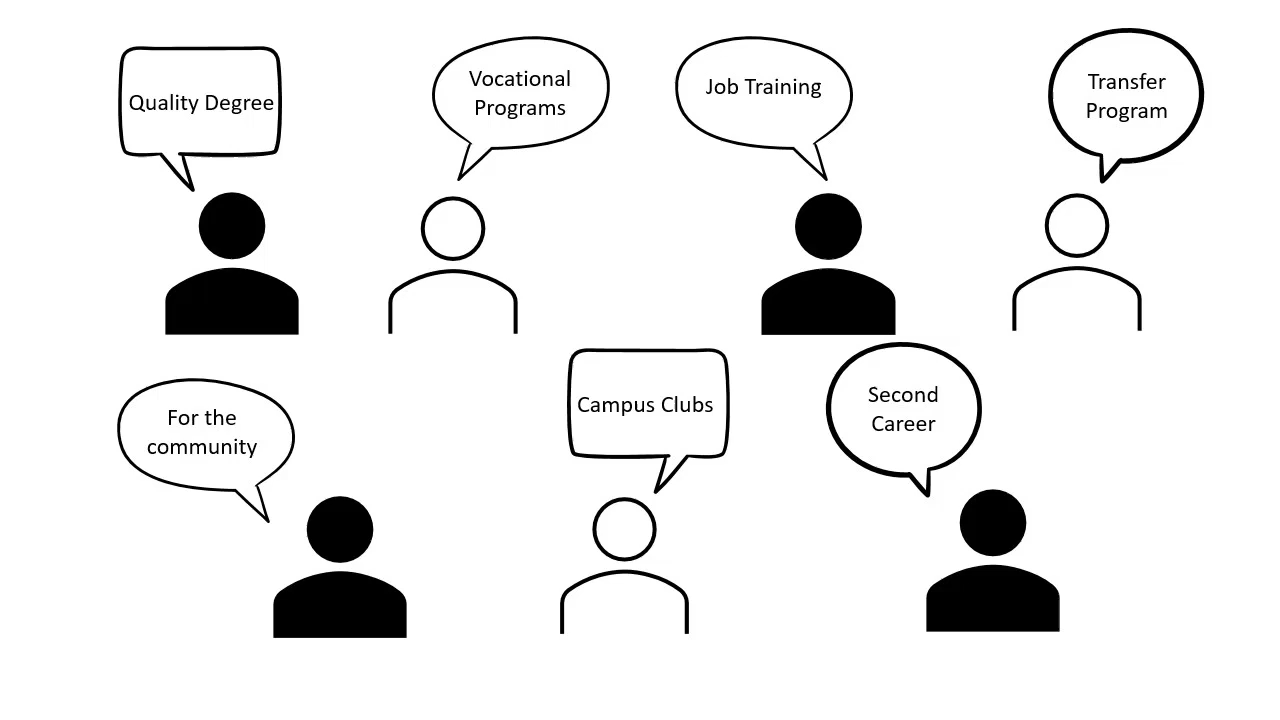 Quality Degree
Vocational
Programs
Job Training
Transfer
Program
For the
community
Campus Clubs
Second
Career